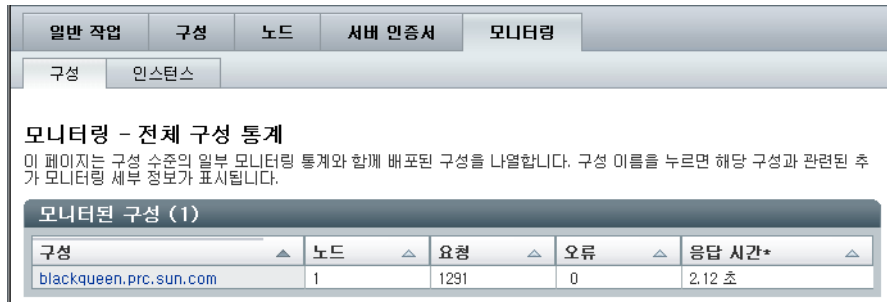 일반 작업 구성 노드 서버 인증서 모니터링
구성 인스턴스
모니터링 - 전체 구성 통계
이 페이지는 구성 수준의 일부 모니터링 통계와 함께 배포된 구성을 나열합니다. 구성 이름을 누르면 해당 구성과 관련된 추
가 모니터링 세부 정보가 표시됩니다.
모니터된 구성 (1)
구성 노드 요청 오류 응답 시간*
blackqueen.prc.sun.com 1 1291 0 2.12 초